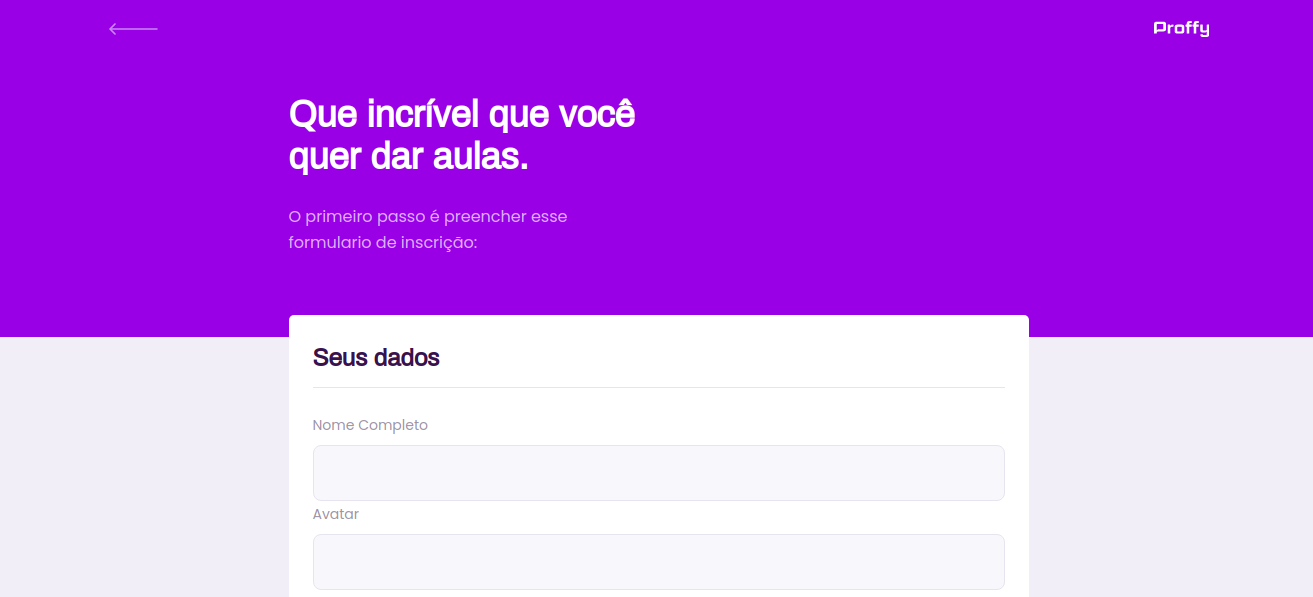 Proffy
Que incrível que você
quer dar aulas.
O primeiro passo é preencher esse
formulario de inscrição:
Seus dados
Nome Completo
Avatar